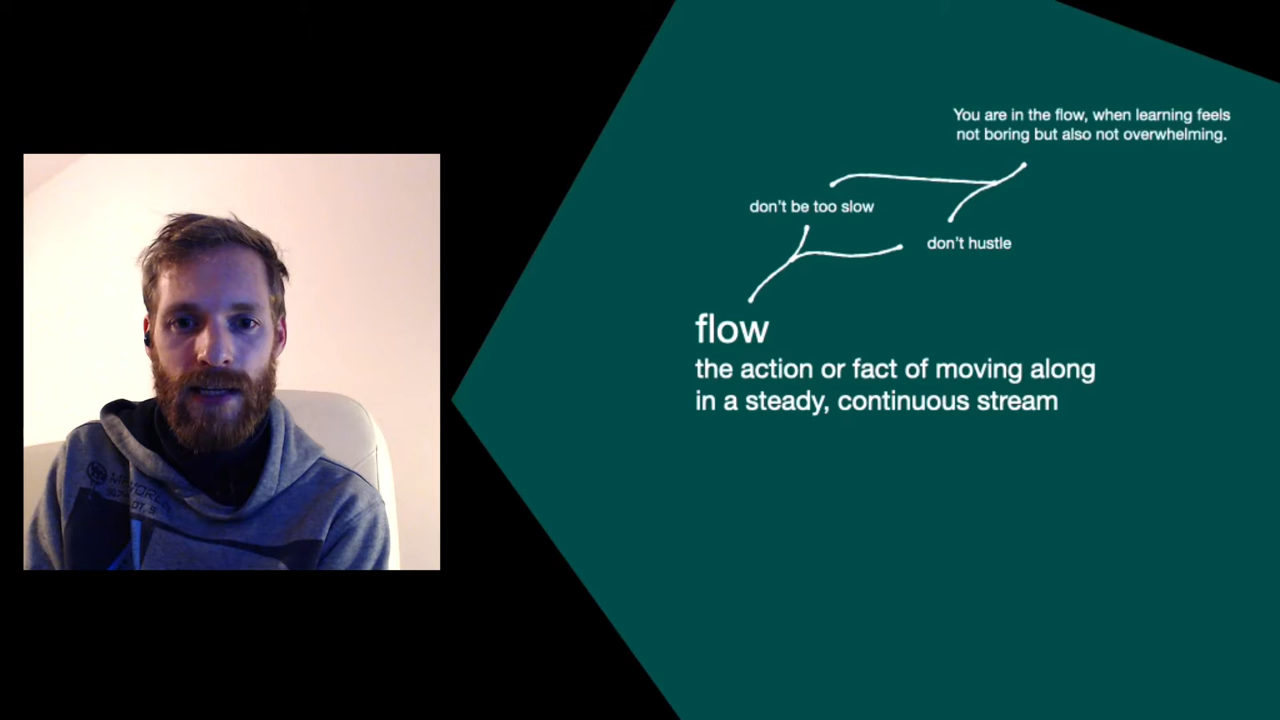 You are in the flow, when learning feels
not boring but also not overwhelming.
don't be too slow
don't hustle
flow
the action or fact of moving along
in a steady, continuous stream